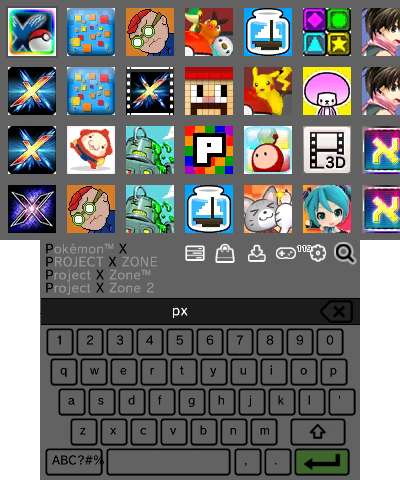 P
3D
Pokémon™ X
PROJECT X ZONE
Project x Zone™
Project X Zone 2
113
px
1 2 3 4 5 6 7 8 9 0
q w e r t y u i o p
a s d f g h j k l '
z x c v b n m
ABC?#% , .